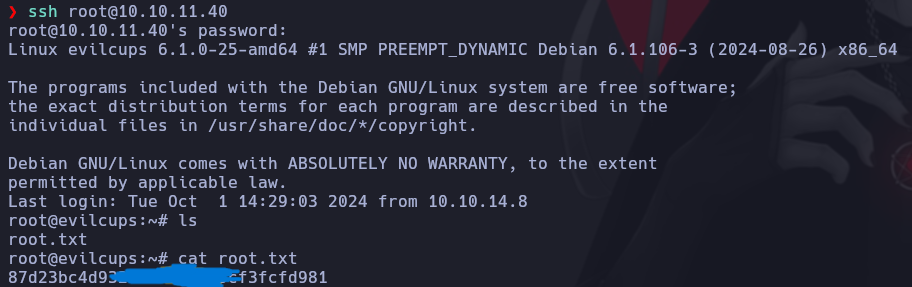 ❯ ssh root@10.10.11.40
root@10.10.11.40's password:
Linux evilcups 6.1.0-25-amd64 #1 SMP PREEMPT_DYNAMIC Debian 6.1.106-3 (2024-08-26) x86_64
The programs included with the Debian GNU/Linux system are free software;
the exact distribution terms for each program are described in the
individual files in /usr/share/doc/*/copyright.
Debian GNU/Linux comes with ABSOLUTELY NO WARRANTY, to the extent
permitted by applicable law.
Last login: Tue Oct  1 14:29:03 2024 from 10.10.14.8
root@evilcups:~# ls
root.txt
root@evilcups:~# cat root.txt
87d23bc4d93 cf3fcfd981